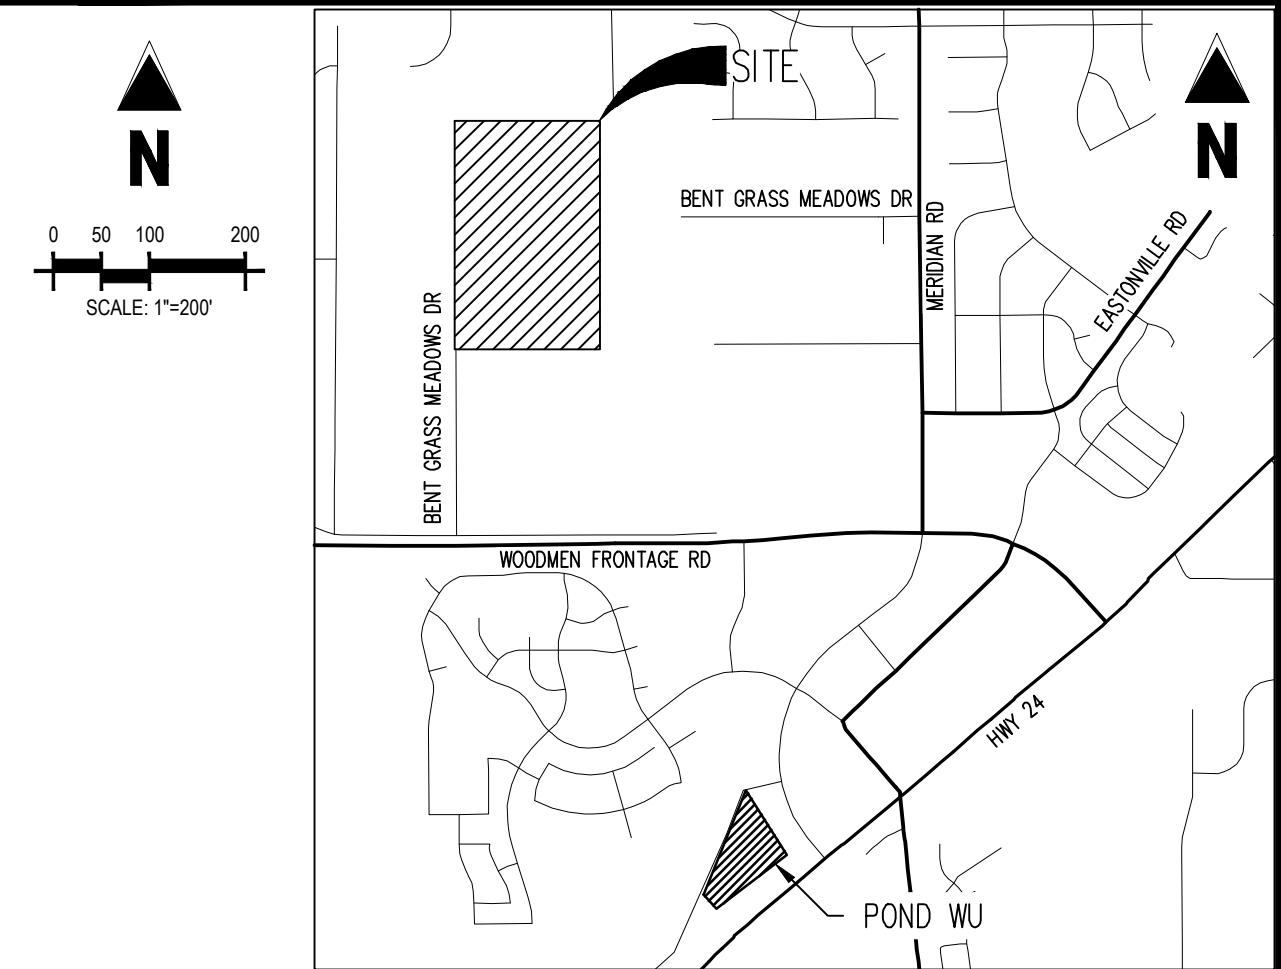 SITE
N
N
BENT GRASS MEADOWS DR
MERIDIAN RD
EASTONVILLE RD
0 50 100 200
SCALE: 1"=200'
BENT GRASS MEADOWS DR
WOODMEN FRONTAGE RD
HWY 24
POND WU